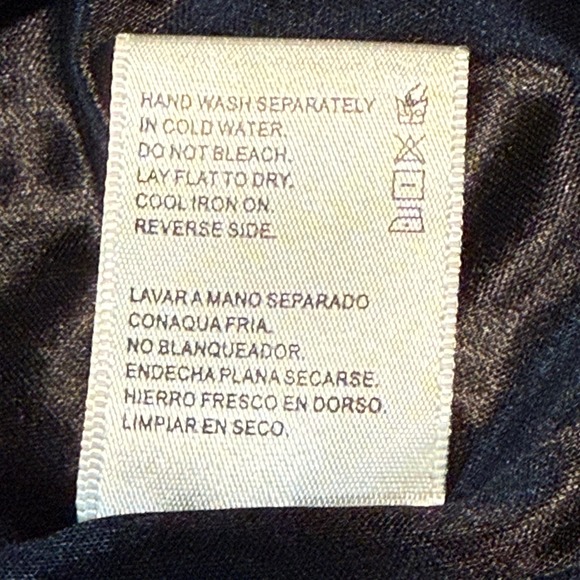 HAND WASH SEPARATELY
IN COLD WATER.
DO NOT BLEACH.
LAY FLAT TO DRY.
COOL IRON ON.
REVERSE SIDE.
LAVAR A MANO SEPARADO
CONAQUA FRIA.
NO BLANQUEADOR.
ENDECHA PLANA SECARSE.
HIERRO FRESCO EN DORSO.
LIMPIAR EN SECO.